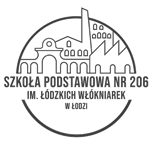 SZKOŁA PODSTAWOWA NR 206
IM. ŁÓDZKICH WŁÓKNIAREK
W ŁODZI